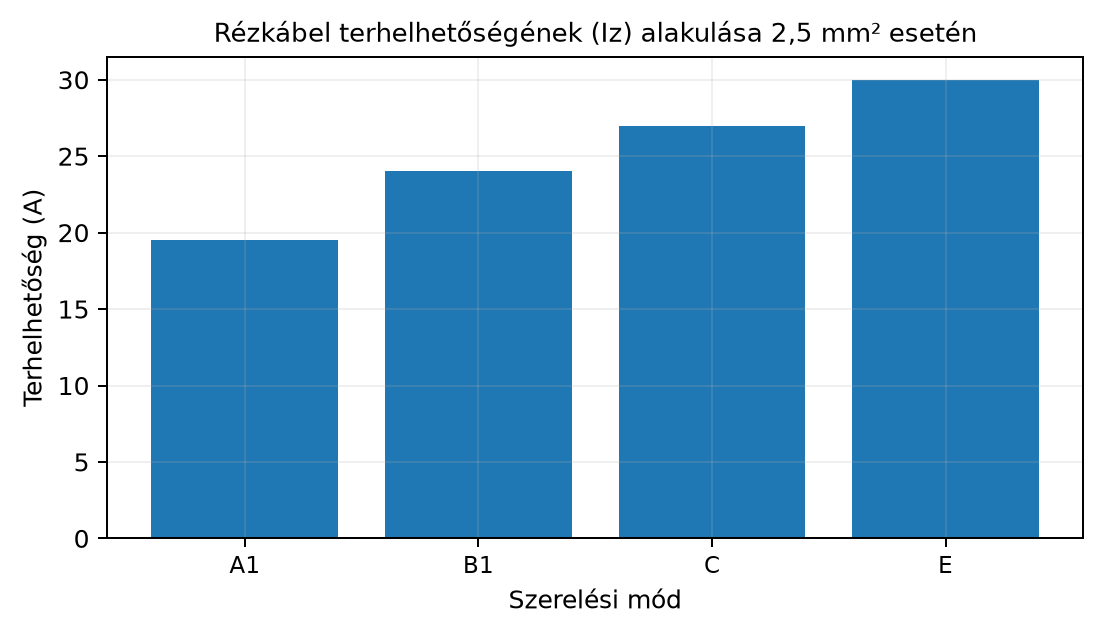 Rézkábel terhelhetőségének (Iz) alakulása 2,5 mm² esetén
Terhelhetőség (A)
30
25
20
15
10
5
0
A1 B1 C E
Szerelési mód